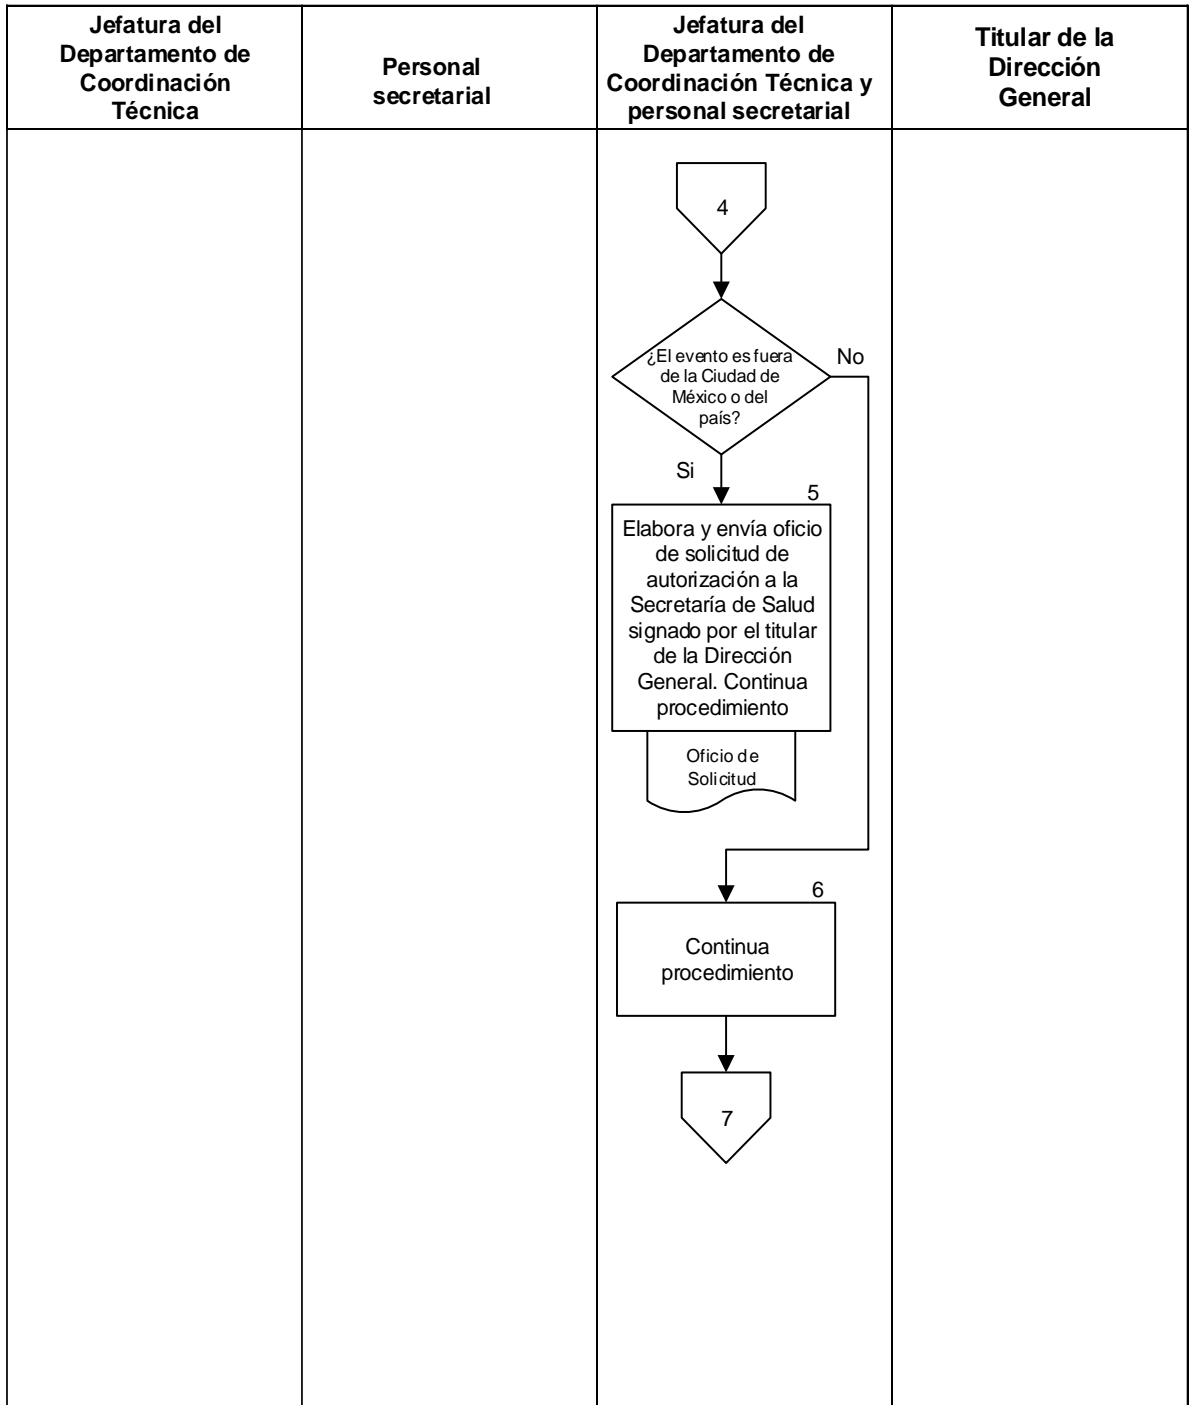 Jefatura del
Departamento de
Coordinación
Técnica
Personal
secretarial
Jefatura del
Departamento de
Coordinación Técnica y
personal secretarial
Titular de la
Dirección
General
4
¿El evento es fuera
de la Ciudad de
México o del
país?
No
Si
5
Elabora y envía oficio
de solicitud de
autorización a la
Secretaría de Salud
signado por el titular
de la Dirección
General. Continua
procedimiento
Oficio de
Solicitud
6
Continua
procedimiento
7